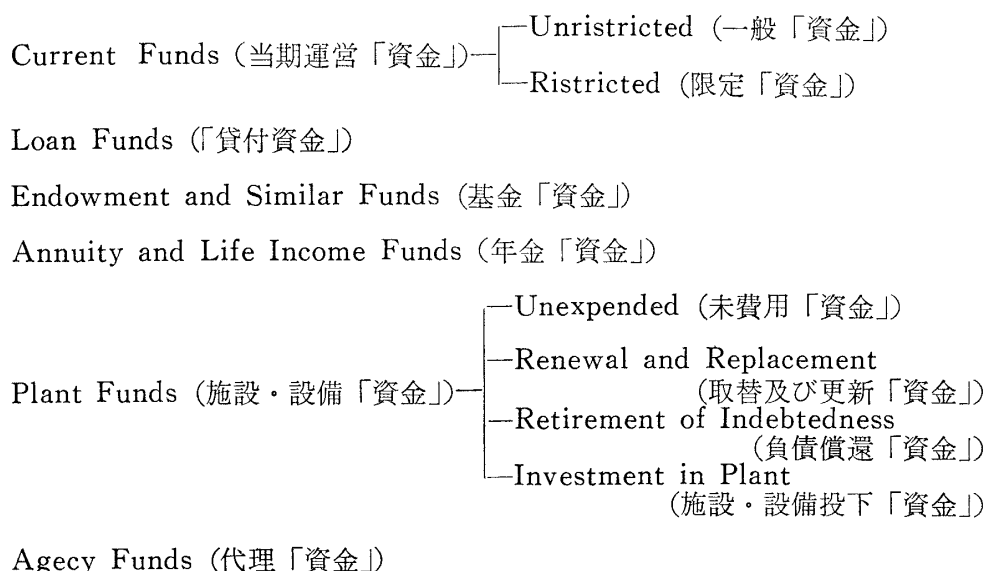 Unristricted (一般「資金」)
Current Funds (当期運営「資金」)
Ristricted (限定「資金」)
Loan Funds (「貸付資金」)
Endowment and Similar Funds (基金「資金」)
Annuity and Life Income Funds (年金「資金」)
Unexpended (未費用「資金」)
Renewal and Replacement
Plant Funds (施設・設備「資金」)
(取替及び更新「資金」)
Retirement of Indebtedness
(負債償還「資金」)
Investment in Plant
(施設・設備投下「資金」)
Agecy Funds (代理「資金」)